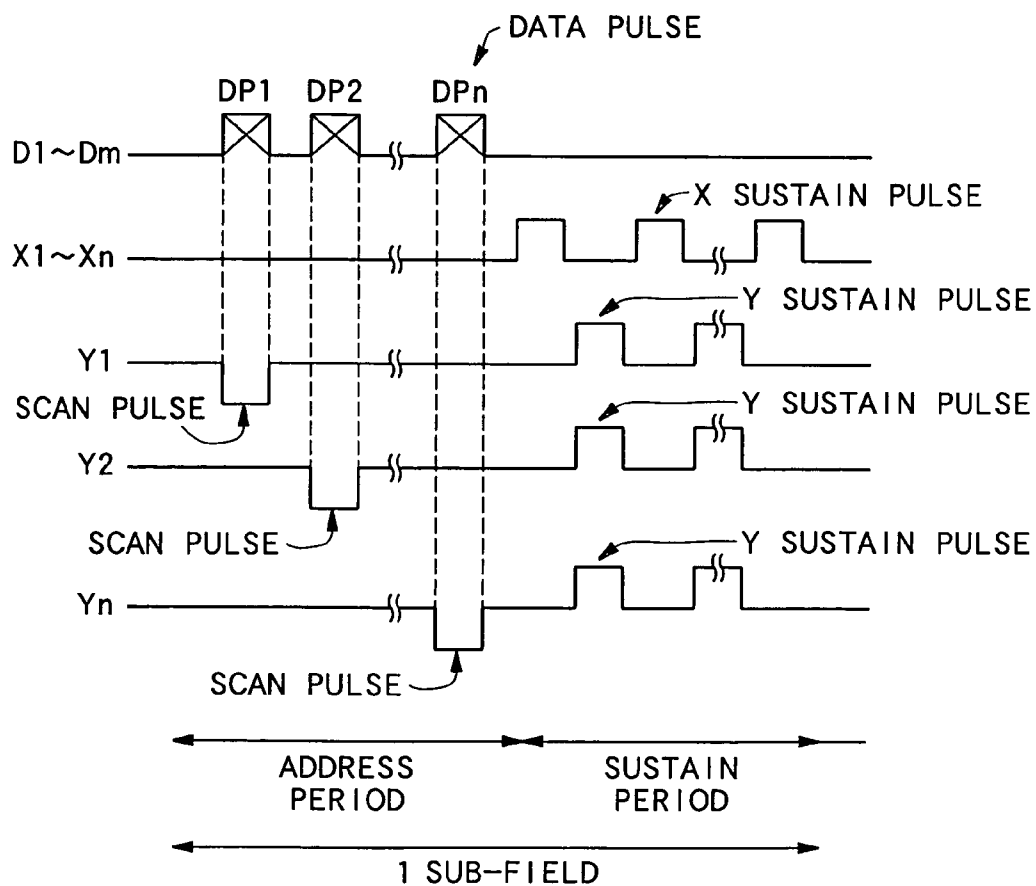 DATA PULSE
DP1 DP2 DPn
D1~Dm
X SUSTAIN PULSE
X1~Xn
Y SUSTAIN PULSE
Y1
SCAN PULSE
Y SUSTAIN PULSE
Y2
SCAN PULSE
Y SUSTAIN PULSE
Yn
SCAN PULSE
ADDRESS
PERIOD
SUSTAIN
PERIOD
1 SUB-FIELD